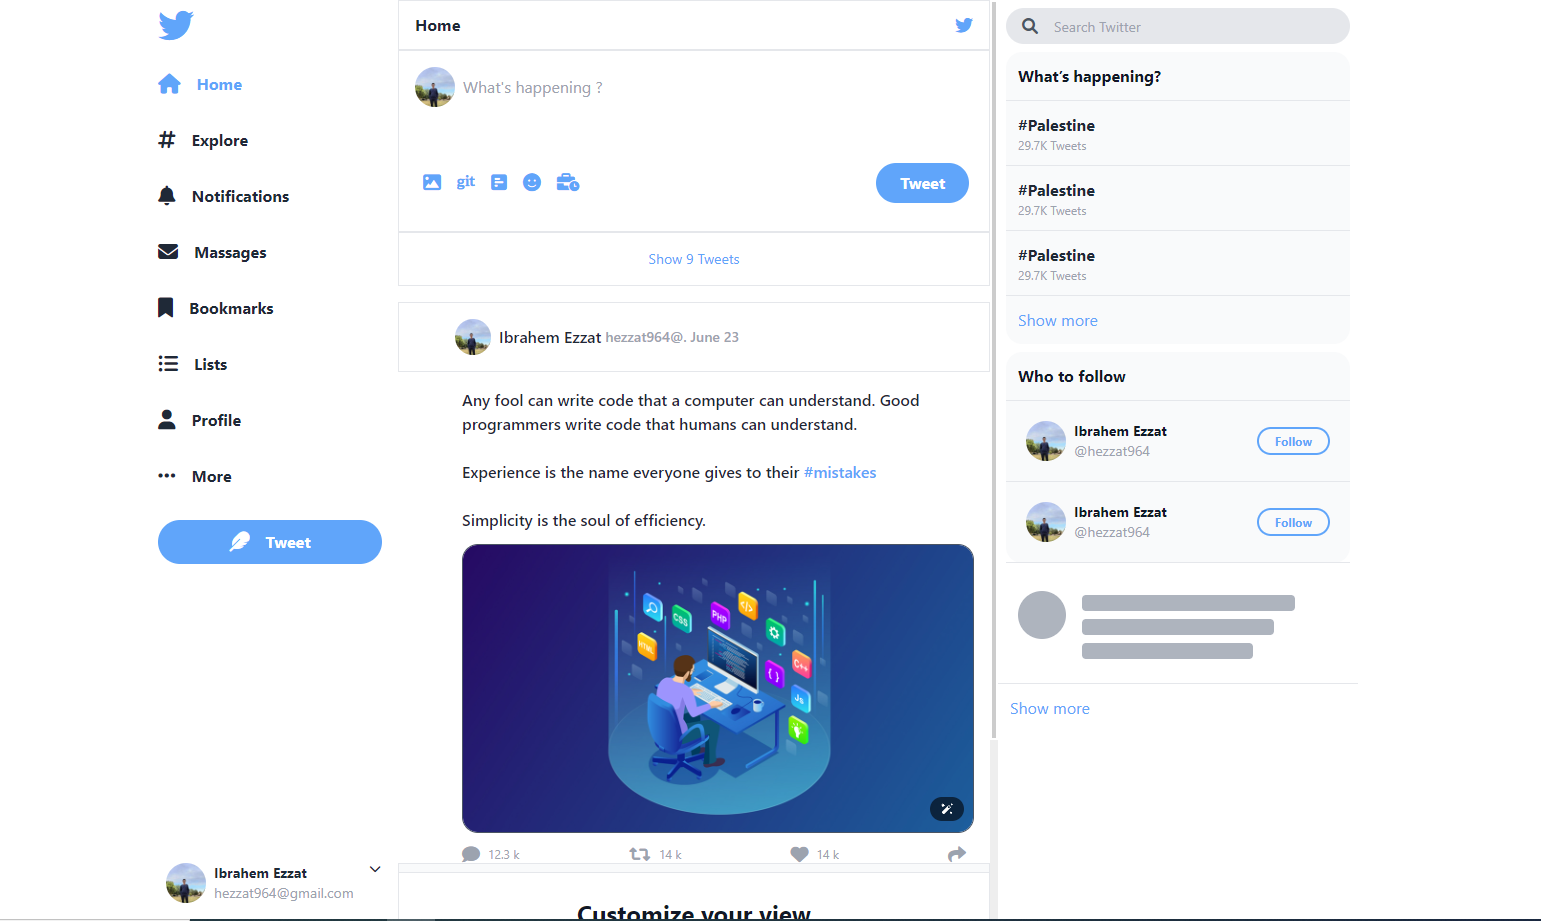 Home
Explore
Notifications
Massages
Bookmarks
Lists
Profile
More
Tweet
Ibrahem Ezzat
hezzat964@gmail.com
Home
What's happening ?
git
Tweet
Show 9 Tweets
Ibrahem Ezzat hezzat964@. June 23
Any fool can write code that a computer can understand. Good
programmers write code that humans can understand.
Experience is the name everyone gives to their #mistakes
Simplicity is the soul of efficiency.
CSS
PHP
</>
HTML
C++
{ }
Js
12.3 k
14 k
14 k
Customize your view
Search Twitter
What's happening?
#Palestine
29.7K Tweets
#Palestine
29.7K Tweets
#Palestine
29.7K Tweets
Show more
Who to follow
Ibrahem Ezzat
@hezzat964
Follow
Ibrahem Ezzat
@hezzat964
Follow
Show more